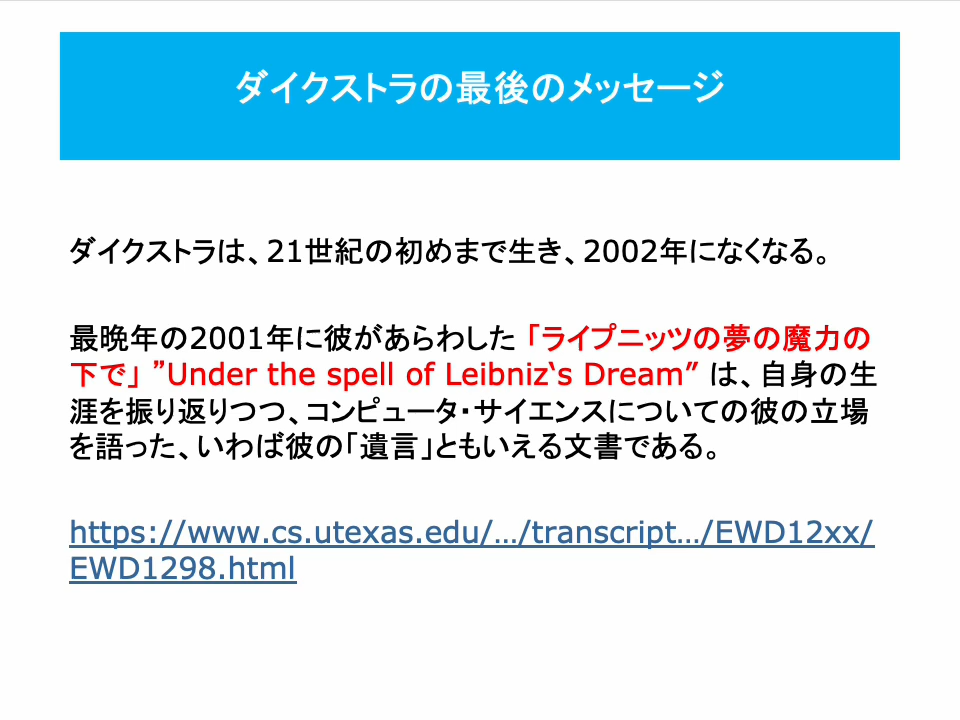 ダイクストラの最後のメッセージ
ダイクストラは、21世紀の初めまで生き、2002年になくなる。
最晩年の2001年に彼があらわした「ライプニッツの夢の魔力の
下で」 ”Under the spell of Leibniz‘s Dream” は、自身の生
涯を振り返りつつ、コンピュータ・サイエンスについての彼の立場
を語った、いわば彼の「遺言」ともいえる文書である。
https://www.cs.utexas.edu/…/transcript…/EWD12xx/
EWD1298.html